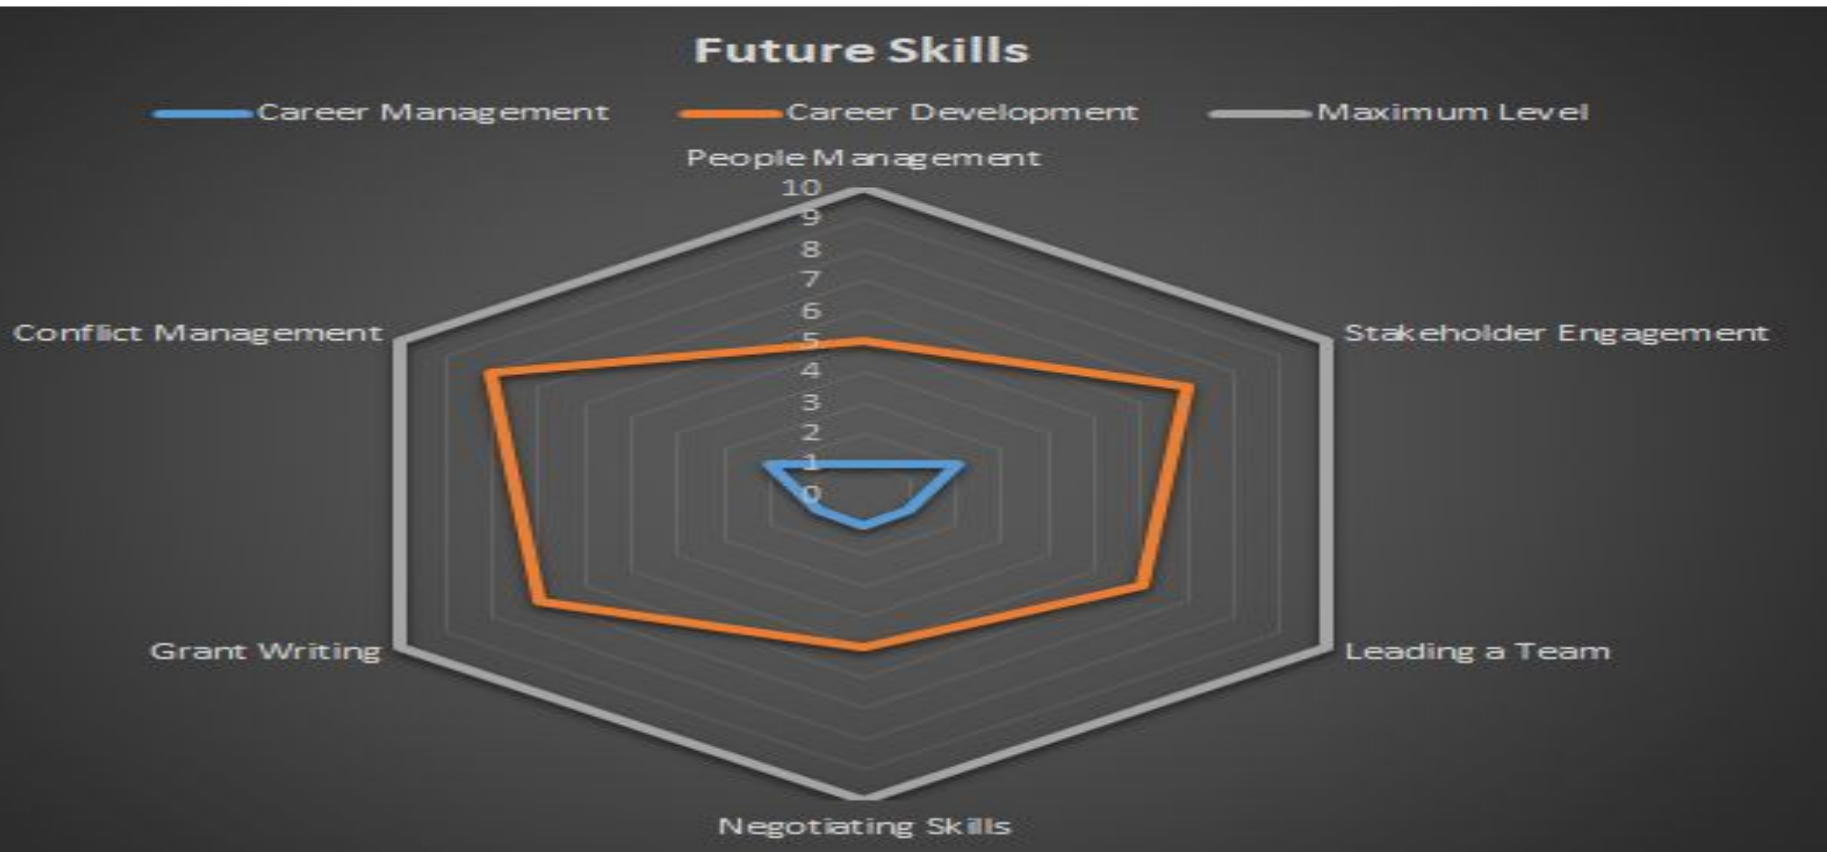 Future Skills
Career Management Career Development Maximum Level
People Management
10
9
8
7
6
5
4
3
2
1
0
Conflict Management
Stakeholder Engagement
Grant Writing
Leading a Team
Negotiating Skills